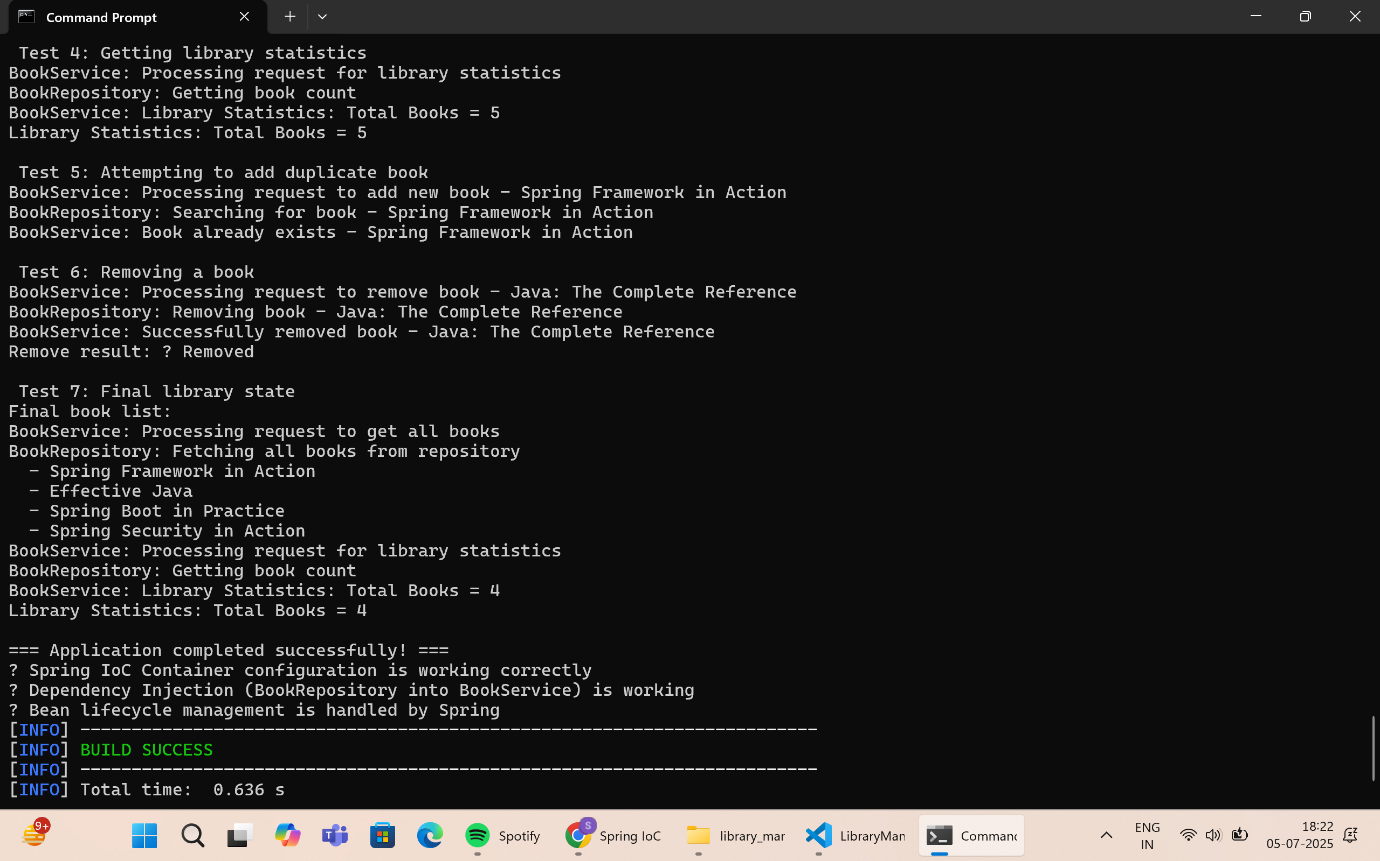 Command Prompt
Test 4: Getting library statistics
BookService: Processing request for library statistics
BookRepository: Getting book count
BookService: Library Statistics: Total Books = 5
Library Statistics: Total Books = 5
Test 5: Attempting to add duplicate book
BookService: Processing request to add new book - Spring Framework in Action
BookRepository: Searching for book - Spring Framework in Action
BookService: Book already exists - Spring Framework in Action
Test 6: Removing a book
BookService: Processing request to remove book - Java: The Complete Reference
BookRepository: Removing book - Java: The Complete Reference
BookService: Successfully removed book - Java: The Complete Reference
Remove result: ? Removed
Test 7: Final library state
Final book list:
BookService: Processing request to get all books
BookRepository: Fetching all books from repository
- Spring Framework in Action
- Effective Java
- Spring Boot in Practice
- Spring Security in Action
BookService: Processing request for library statistics
BookRepository: Getting book count
BookService: Library Statistics: Total Books = 4
Library Statistics: Total Books = 4
=== Application completed successfully! ===
? Spring IoC Container configuration is working correctly
? Dependency Injection (BookRepository into BookService) is working
? Bean lifecycle management is handled by Spring
[INFO] ------------------------------------------------------------------------
[INFO] BUILD SUCCESS
[INFO] ------------------------------------------------------------------------
[INFO] Total time:  0.636 s
9+
Spotify
S
Spring IoC
library_mar
LibraryMan
Command
ENG
IN
18:22
05-07-2025